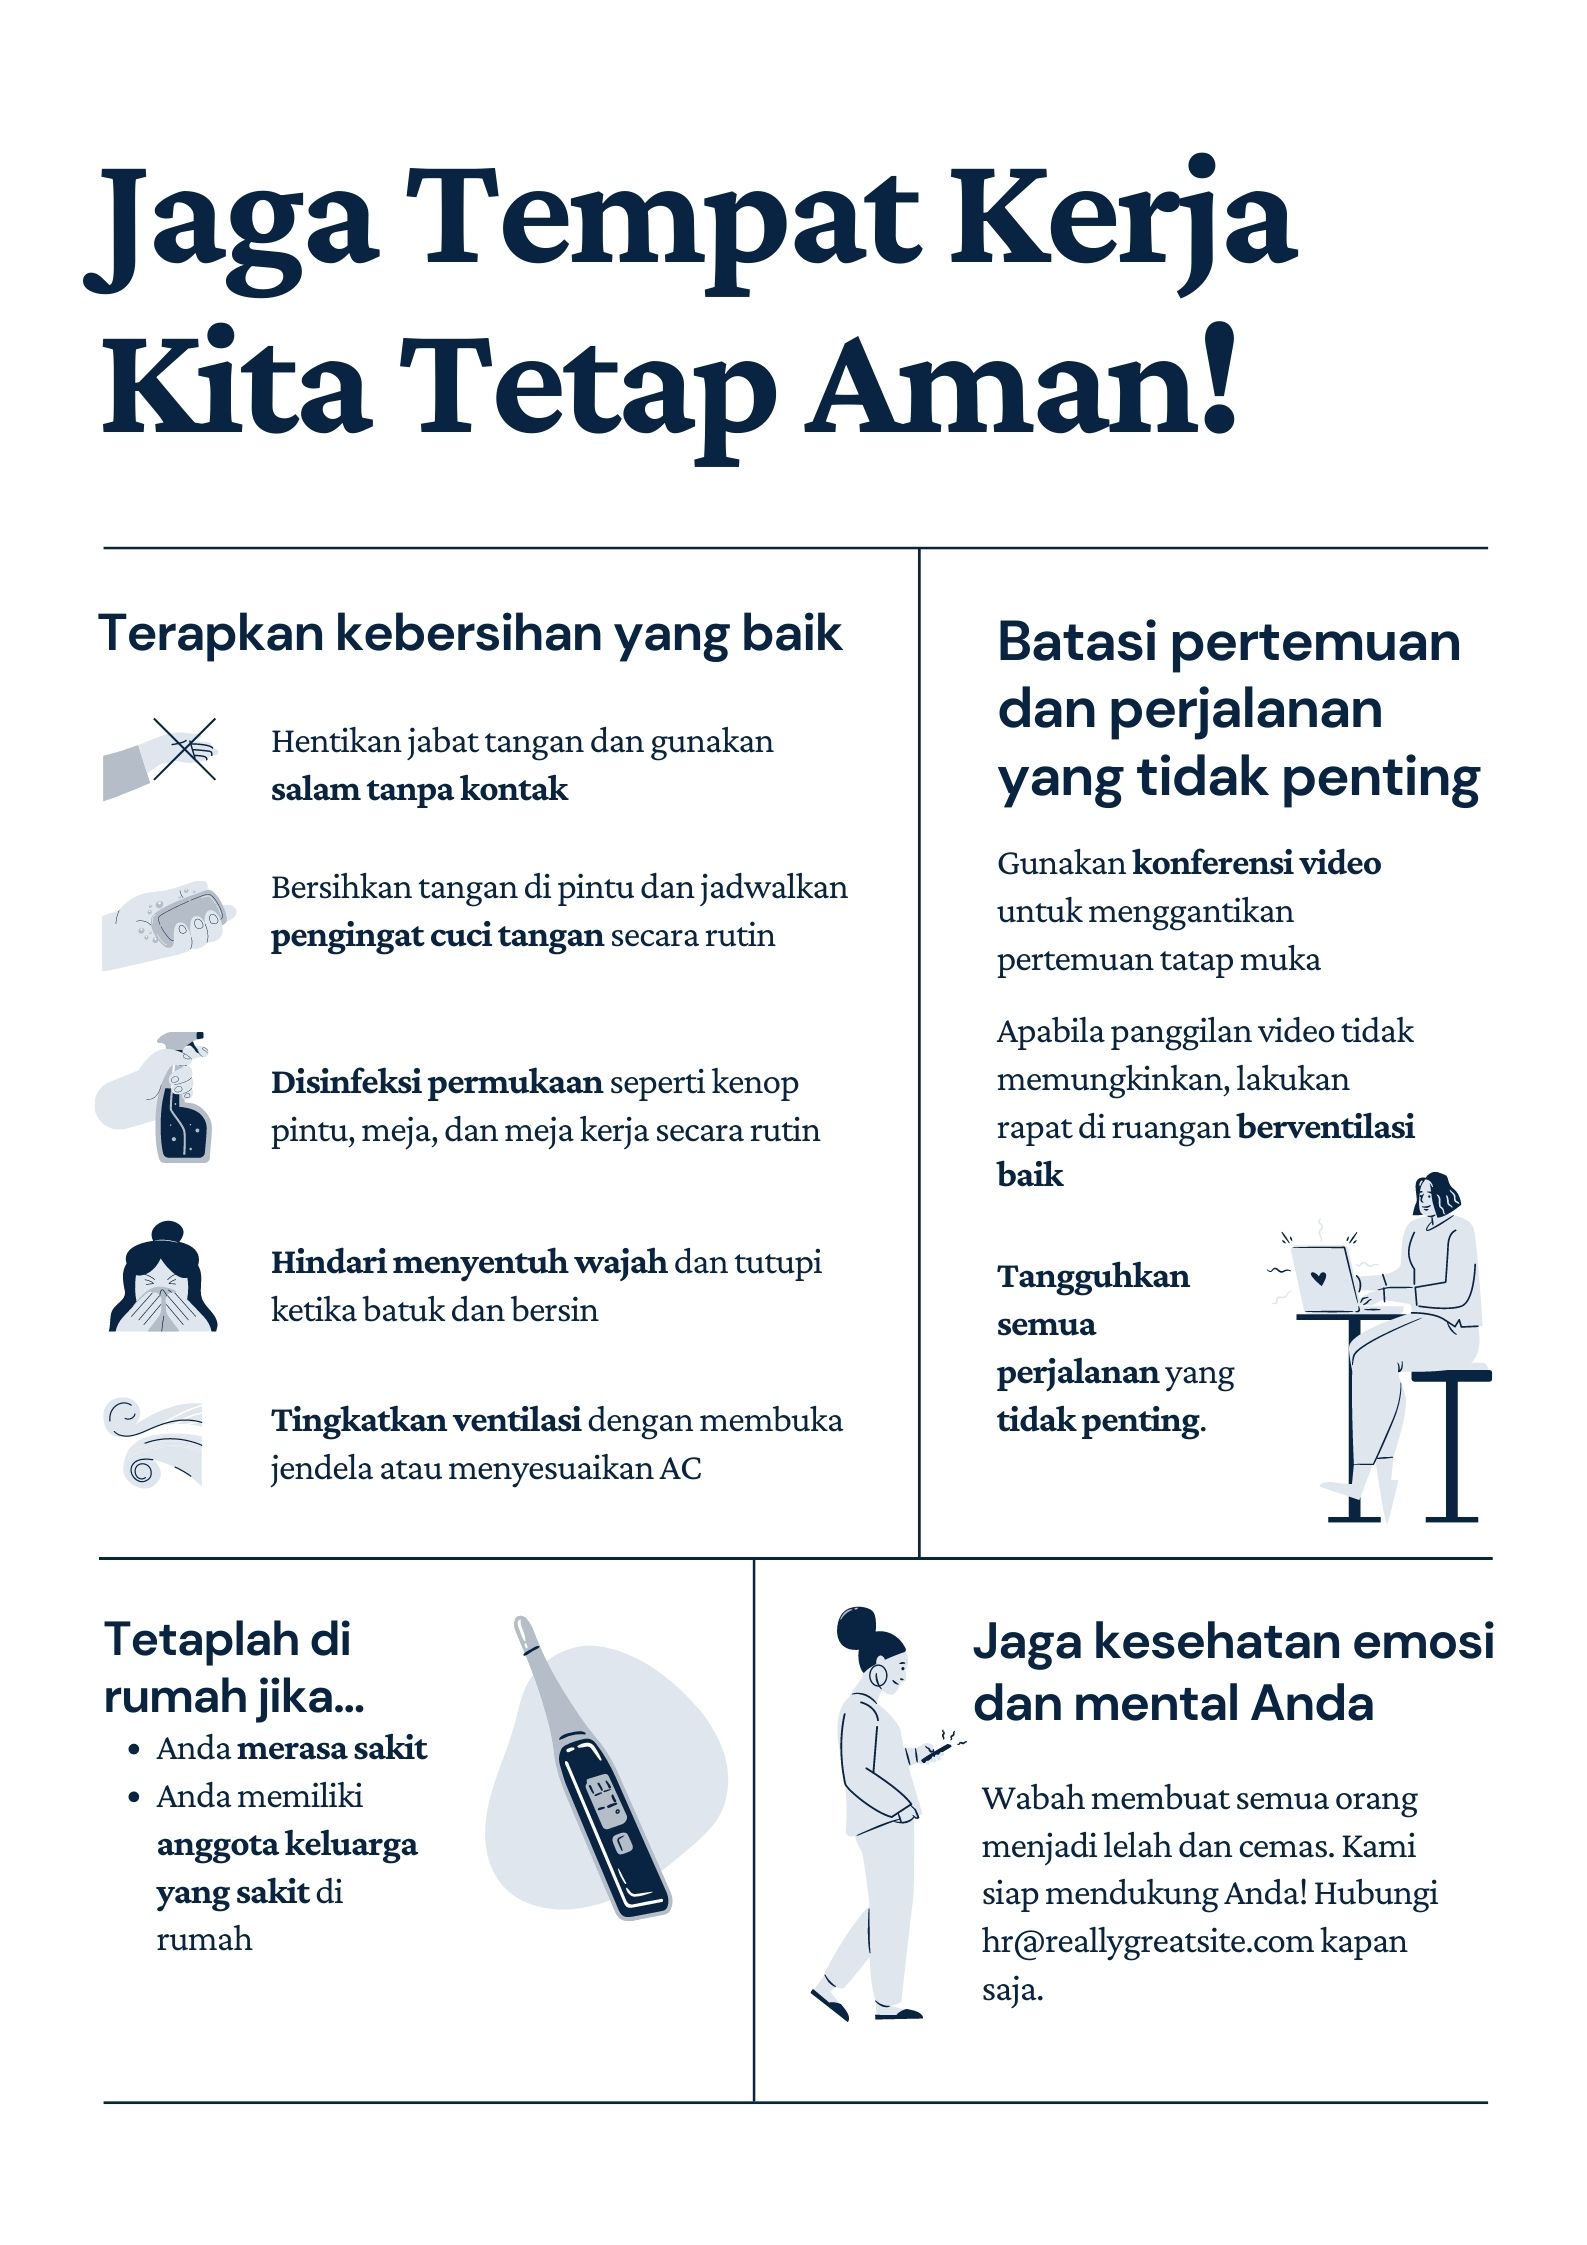 Jaga Tempat Kerja
Kita Tetap Aman!
Terapkan kebersihan yang baik
Hentikan jabat tangan dan gunakan
salam tanpa kontak
Bersihkan tangan di pintu dan jadwalkan
pengingat cuci tangan secara rutin
Disinfeksi permukaan seperti kenop
pintu, meja, dan meja kerja secara rutin
Hindari menyentuh wajah dan tutupi
ketika batuk dan bersin
Tingkatkan ventilasi dengan membuka
jendela atau menyesuaikan AC
Batasi pertemuan
dan perjalanan
yang tidak penting
Gunakan konferensi video
untuk menggantikan
pertemuan tatap muka
Apabila panggilan video tidak
memungkinkan, lakukan
rapat di ruangan berventilasi
baik
Tangguhkan
semua
perjalanan yang
tidak penting.
Tetaplah di
rumah jika...
• Anda merasa sakit
• Anda memiliki
anggota keluarga
yang sakit di
rumah
Jaga kesehatan emosi
dan mental Anda
Wabah membuat semua orang
menjadi lelah dan cemas. Kami
siap mendukung Anda! Hubungi
hr@reallygreatsite.com kapan
saja.